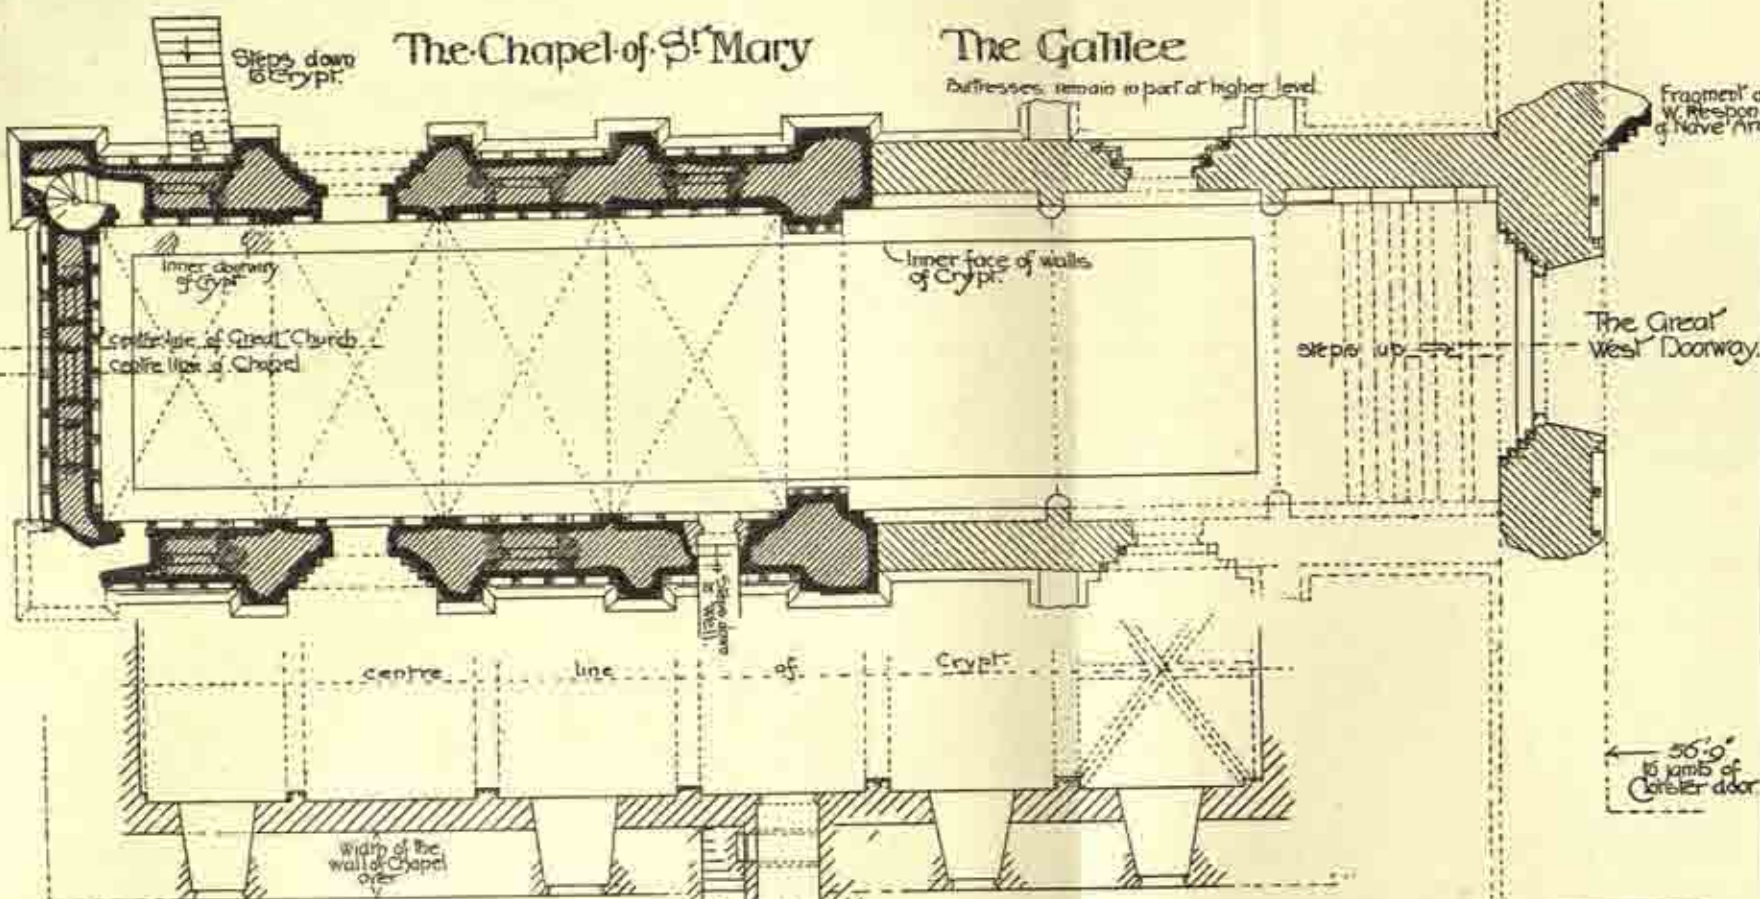 The·Chapel·of·St Mary
The Galilee
Buttresses remain in part at higher level.
Steps down
to Crypt.
Fragment o
W. Respon
of Nave Ar
Inner doorway
of Crypt
Inner face of walls
of Crypt.
centre line of Great Church
centre line of Chapel
steps up
The Great
West Doorway.
Steps down
to Well.
centre line of Crypt.
56'·9"
to jamb of
Cloister door
Width of the
wall of Chapel
over